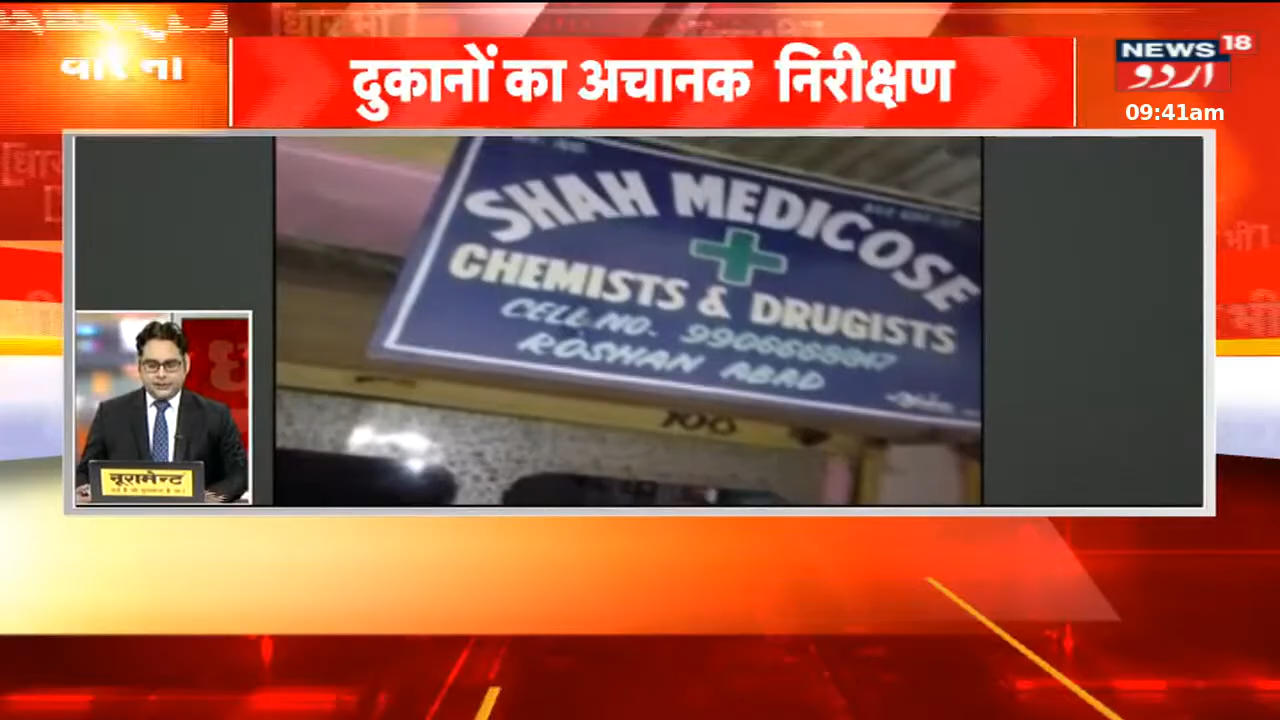 दुकानों का अचानक निरीक्षण
NEWS 18
اردو
09:41am
SHAH MEDICOSE
CHEMISTS & DRUGISTS
CELL.NO.
ROSHAN ABAD
100
नूरामेन्ट